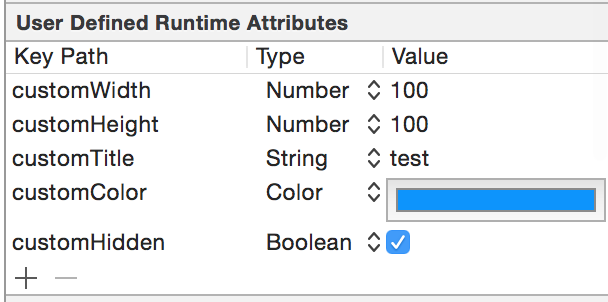 User Defined Runtime Attributes
Key Path Type Value
customWidth Number 100
customHeight Number 100
customTitle String test
customColor Color
customHidden Boolean